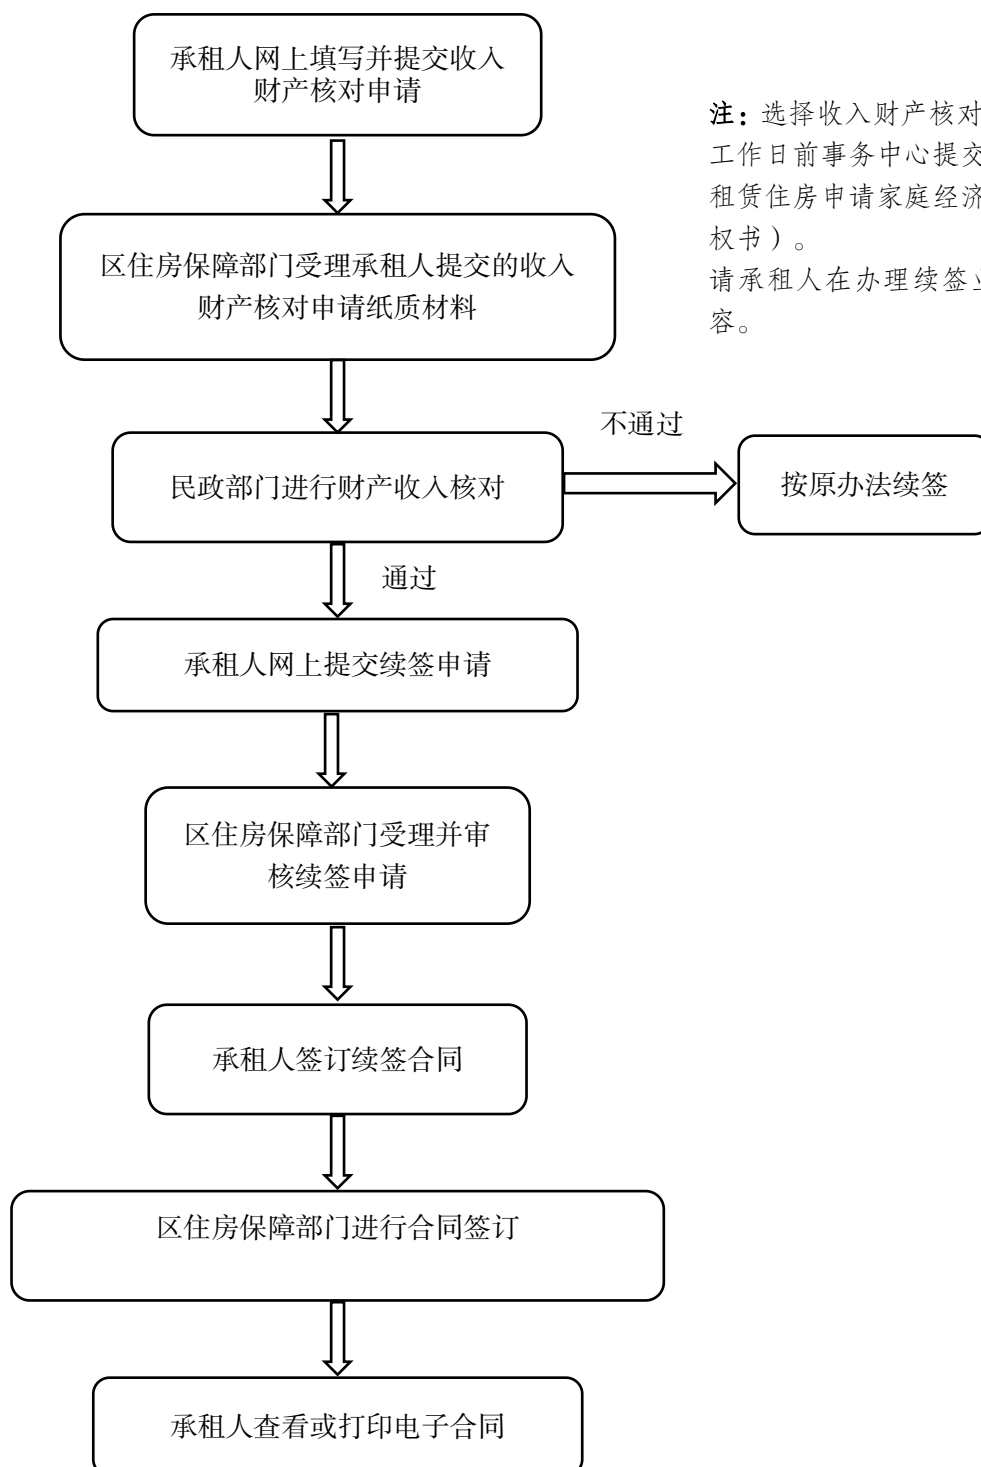 承租人网上填写并提交收入
财产核对申请
注：选择收入财产核对
工作日前事务中心提交
租赁住房申请家庭经济
权书）。
请承租人在办理续签
容。
区住房保障部门受理承租人提交的收入
财产核对申请纸质材料
不通过
民政部门进行财产收入核对
按原办法续签
通过
承租人网上提交续签申请
区住房保障部门受理并审
核续签申请
承租人签订续签合同
区住房保障部门进行合同签订
承租人查看或打印电子合同